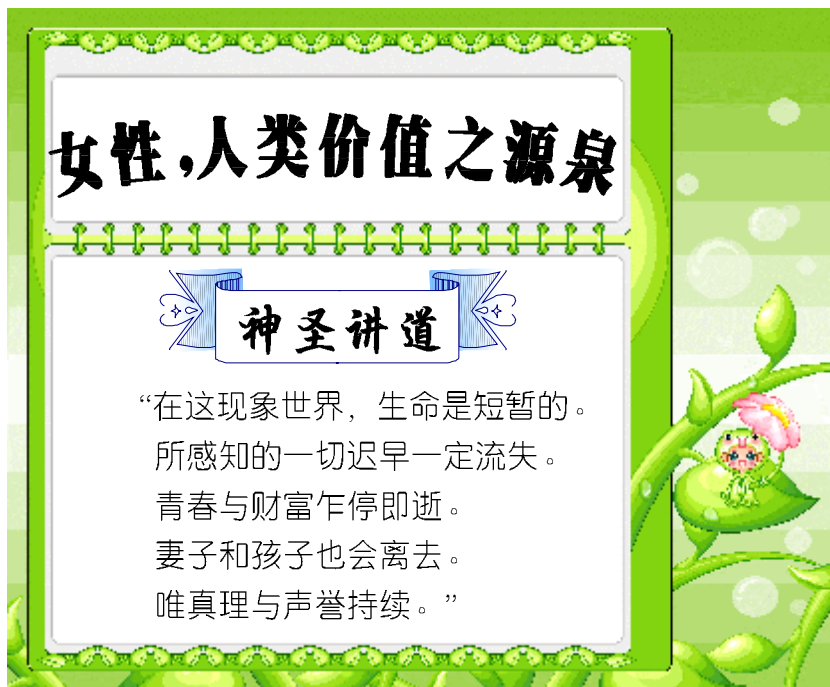 女性,人类价值之源泉
神圣讲道
“在这现象世界，生命是短暂的。
所感知的一切迟早一定流失。
青春与财富乍停即逝。
妻子和孩子也会离去。
唯真理与声誉持续。”